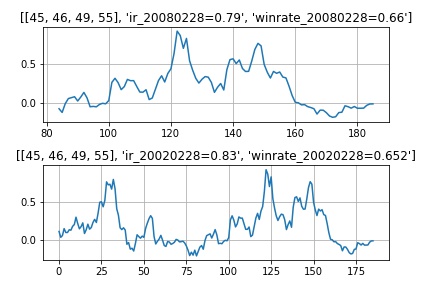 [[45, 46, 49, 55], 'ir_20080228=0.79', 'winrate_20080228=0.66']
0.5
0.0
80 100 120 140 160 180
[[45, 46, 49, 55], 'ir_20020228=0.83', 'winrate_20020228=0.652']
0.5
0.0
0 25 50 75 100 125 150 175